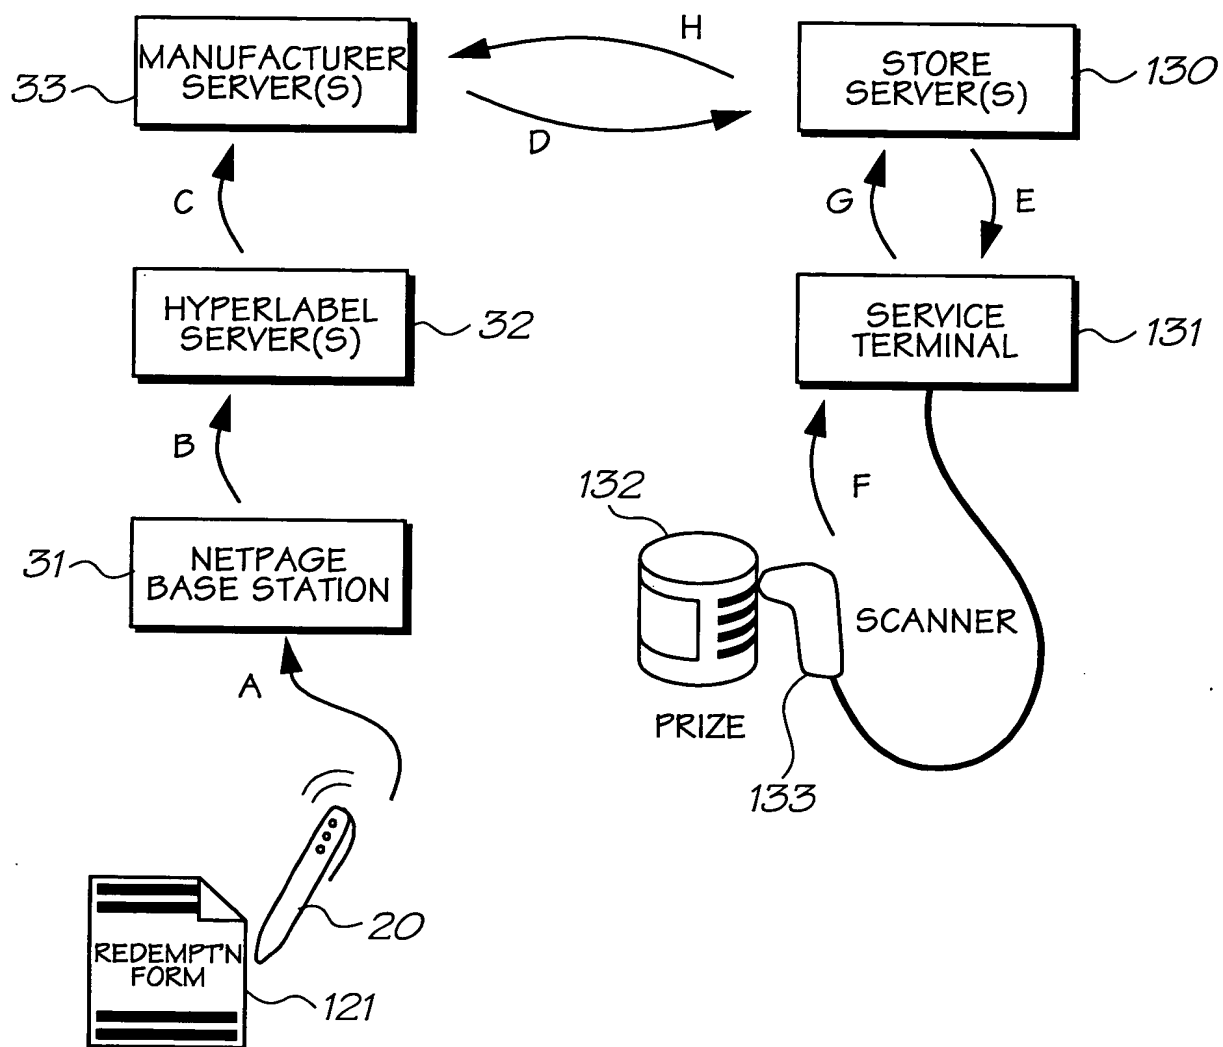 H
MANUFACTURER
SERVER(S)
33
STORE
SERVER(S)
130
D
C
G
E
HYPERLABEL
SERVER(S)
32
SERVICE
TERMINAL
131
B
F
132
NETPAGE
BASE STATION
31
SCANNER
A
PRIZE
133
20
REDEMPT'N
FORM
121